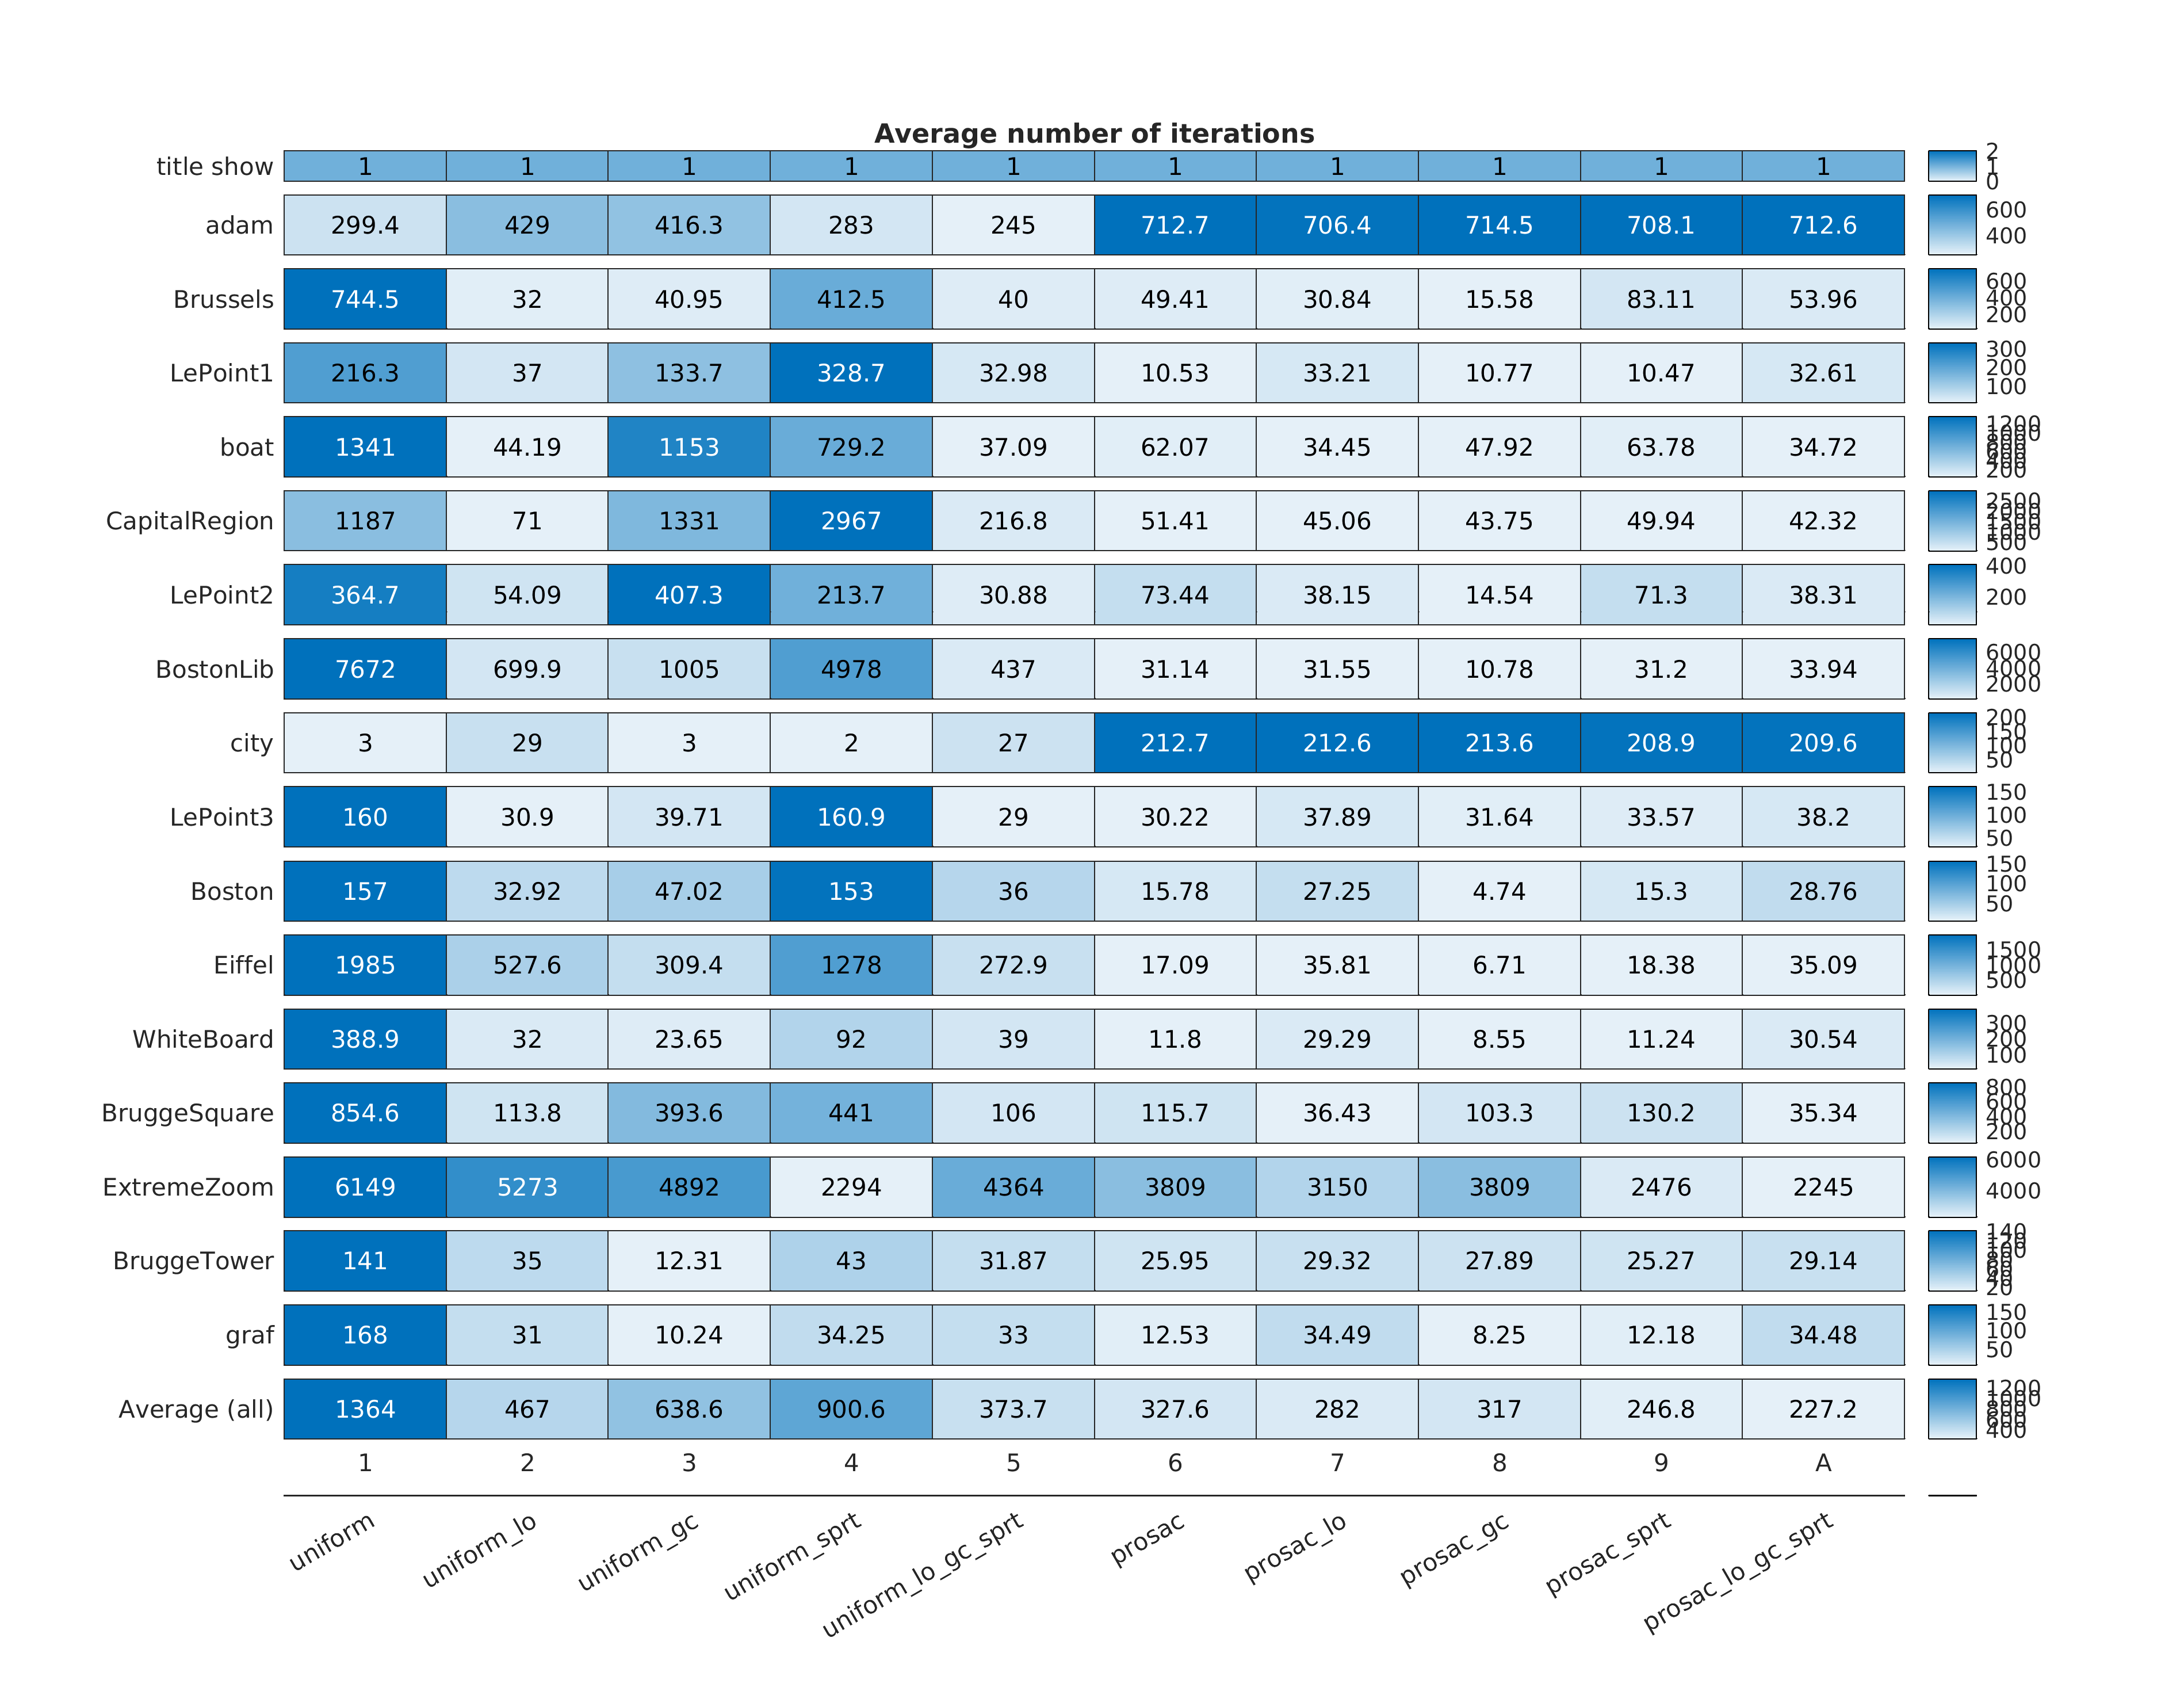 Average number of iterations
title show 1 1 1 1 1 1 1 1 1 1 2 1 0
adam 299.4 429 416.3 283 245 712.7 706.4 714.5 708.1 712.6 600 400
Brussels 744.5 32 40.95 412.5 40 49.41 30.84 15.58 83.11 53.96 600 400 200
LePoint1 216.3 37 133.7 328.7 32.98 10.53 33.21 10.77 10.47 32.61 300 200 100
boat 1341 44.19 1153 729.2 37.09 62.07 34.45 47.92 63.78 34.72 1200 1000 800 600 400 200
CapitalRegion 1187 71 1331 2967 216.8 51.41 45.06 43.75 49.94 42.32 2500 2000 1500 1000 500
LePoint2 364.7 54.09 407.3 213.7 30.88 73.44 38.15 14.54 71.3 38.31 400 200
BostonLib 7672 699.9 1005 4978 437 31.14 31.55 10.78 31.2 33.94 6000 4000 2000
city 3 29 3 2 27 212.7 212.6 213.6 208.9 209.6 200 150 100 50
LePoint3 160 30.9 39.71 160.9 29 30.22 37.89 31.64 33.57 38.2 150 100 50
Boston 157 32.92 47.02 153 36 15.78 27.25 4.74 15.3 28.76 150 100 50
Eiffel 1985 527.6 309.4 1278 272.9 17.09 35.81 6.71 18.38 35.09 1500 1000 500
WhiteBoard 388.9 32 23.65 92 39 11.8 29.29 8.55 11.24 30.54 300 200 100
BruggeSquare 854.6 113.8 393.6 441 106 115.7 36.43 103.3 130.2 35.34 800 600 400 200
ExtremeZoom 6149 5273 4892 2294 4364 3809 3150 3809 2476 2245 6000 4000
BruggeTower 141 35 12.31 43 31.87 25.95 29.32 27.89 25.27 29.14 140 120 100 80 60 40 20
graf 168 31 10.24 34.25 33 12.53 34.49 8.25 12.18 34.48 150 100 50
Average (all) 1364 467 638.6 900.6 373.7 327.6 282 317 246.8 227.2 1200 1000 800 600 400
1 2 3 4 5 6 7 8 9 A
uniform uniform_lo uniform_gc uniform_sprt uniform_lo_gc_sprt prosac prosac_lo prosac_gc prosac_sprt prosac_lo_gc_sprt